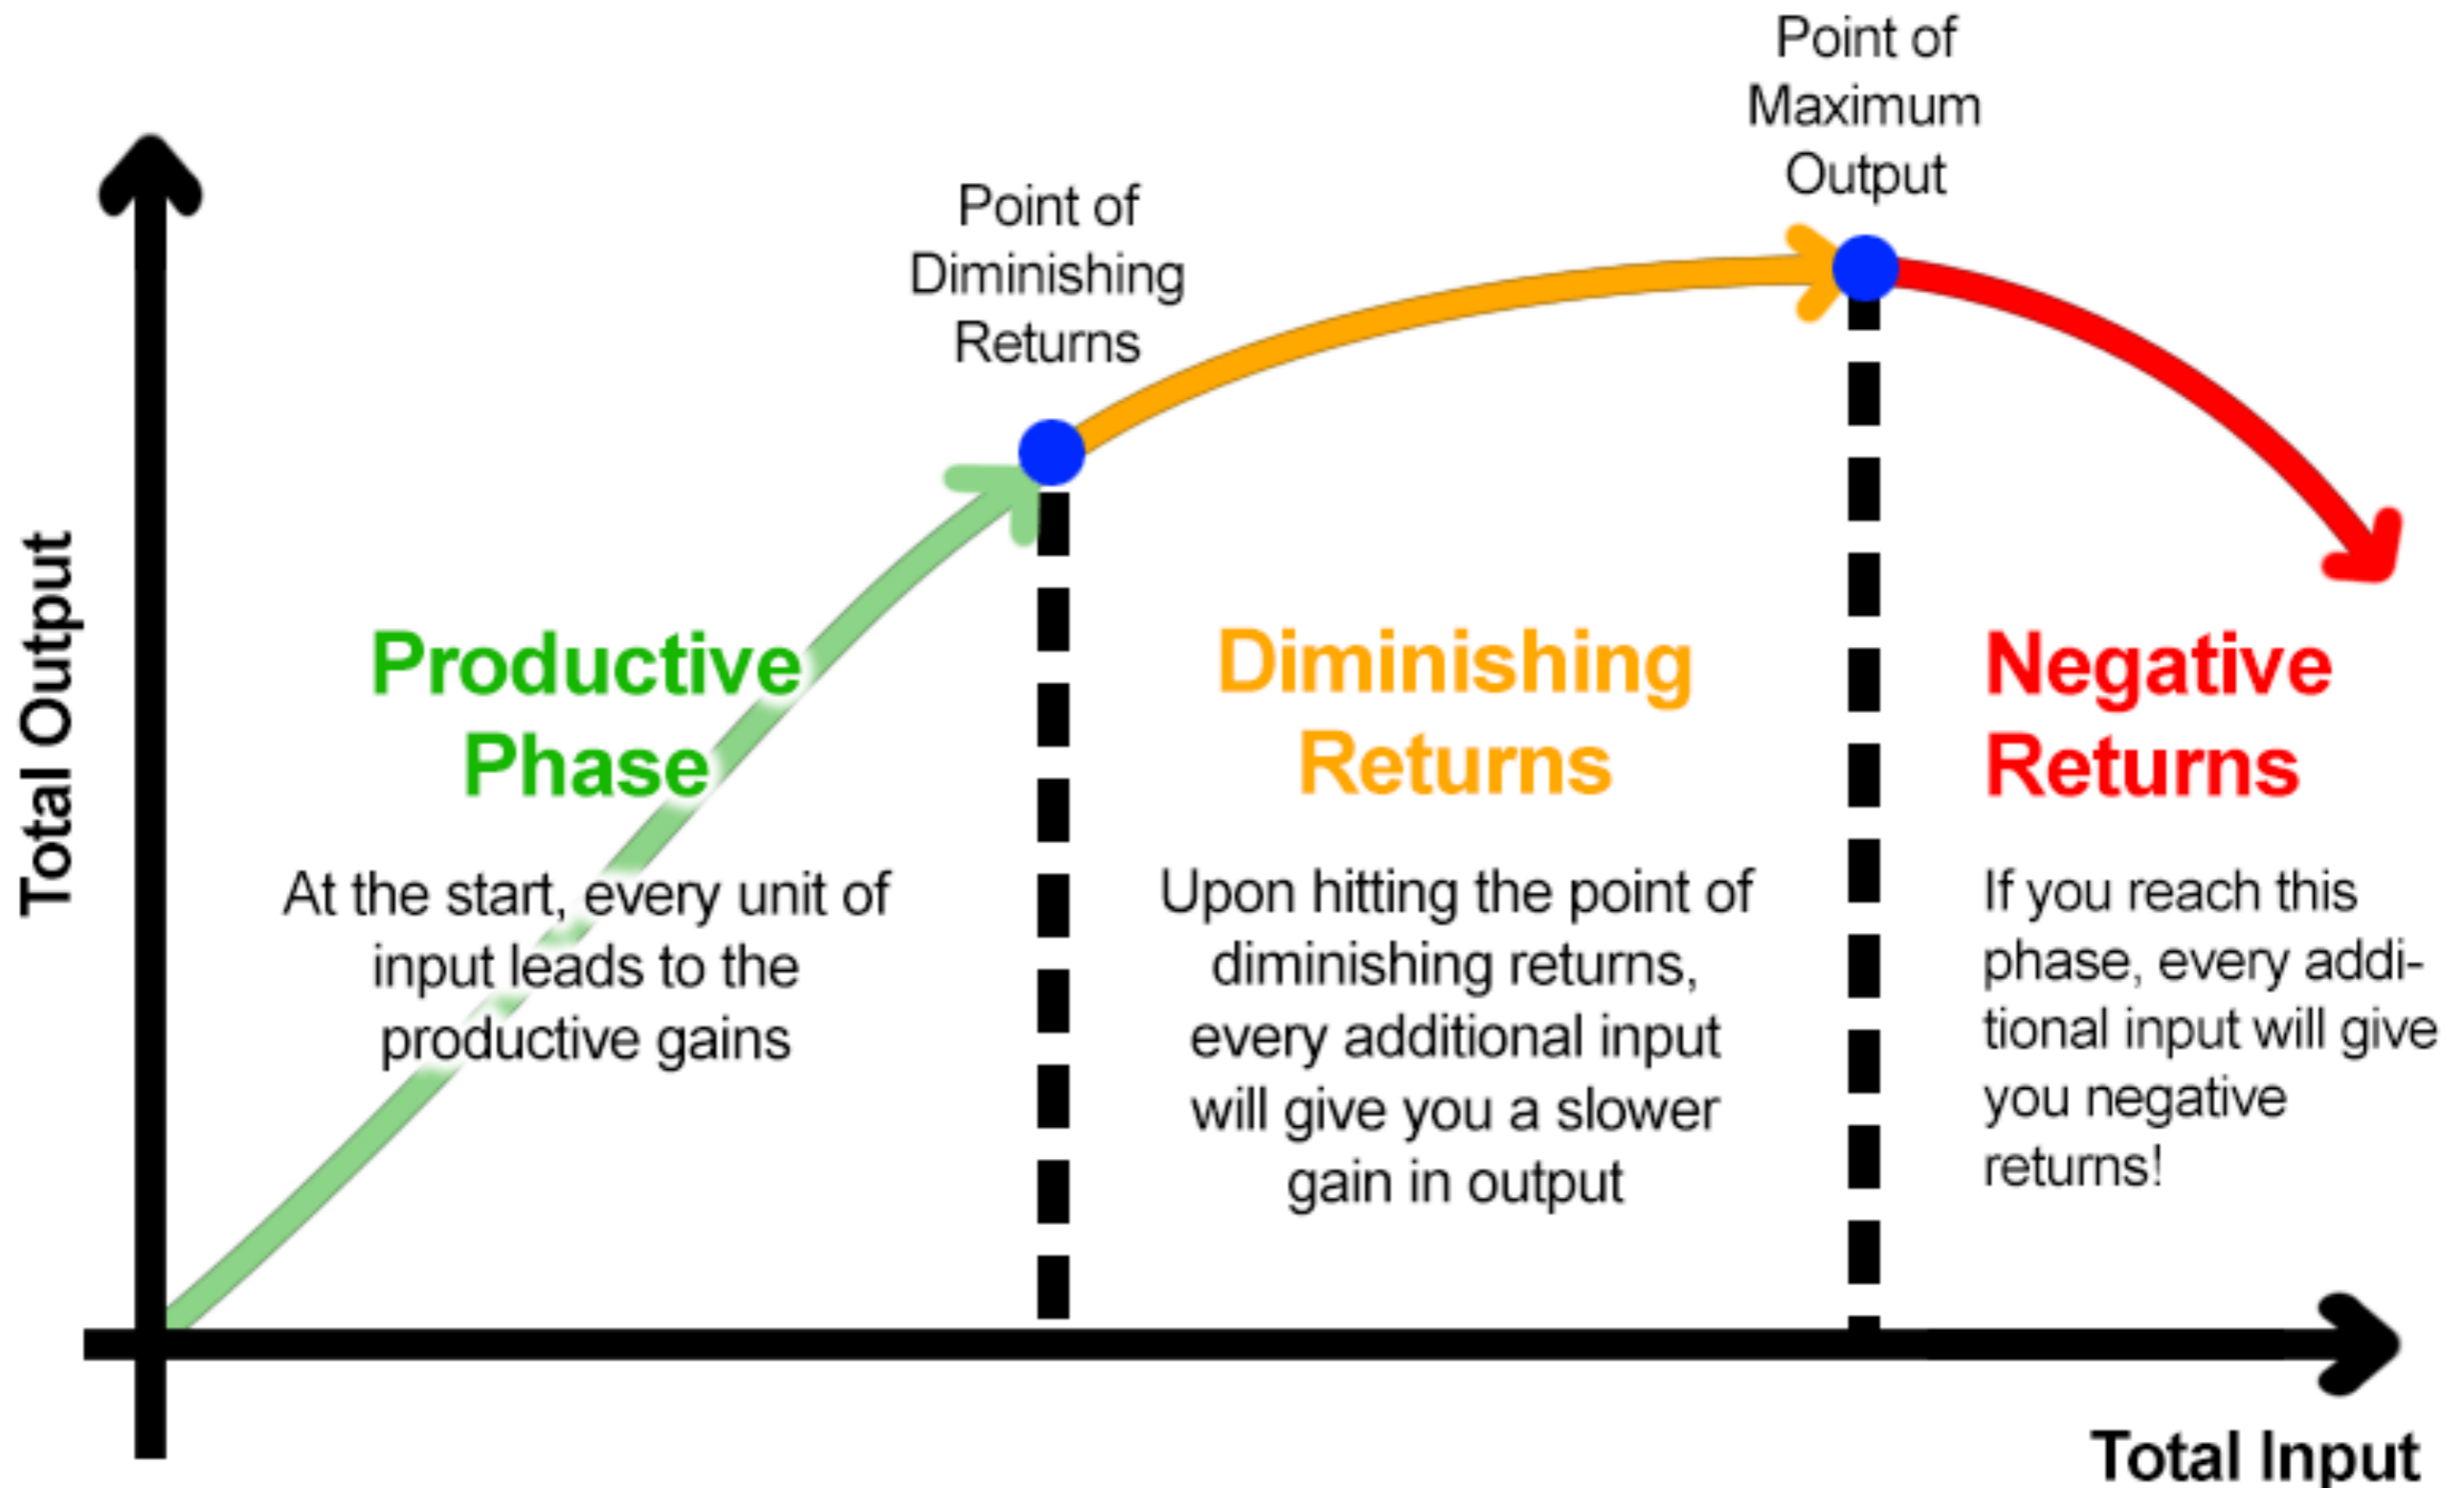 Point of
Maximum
Output
Point of
Diminishing
Returns
Total Output
Productive
Phase
At the start, every unit of
input leads to the
productive gains
Diminishing
Returns
Upon hitting the point of
diminishing returns,
every additional input
will give you a slower
gain in output
Negative
Returns
If you reach this
phase, every addi-
tional input will give
you negative
returns!
Total Input